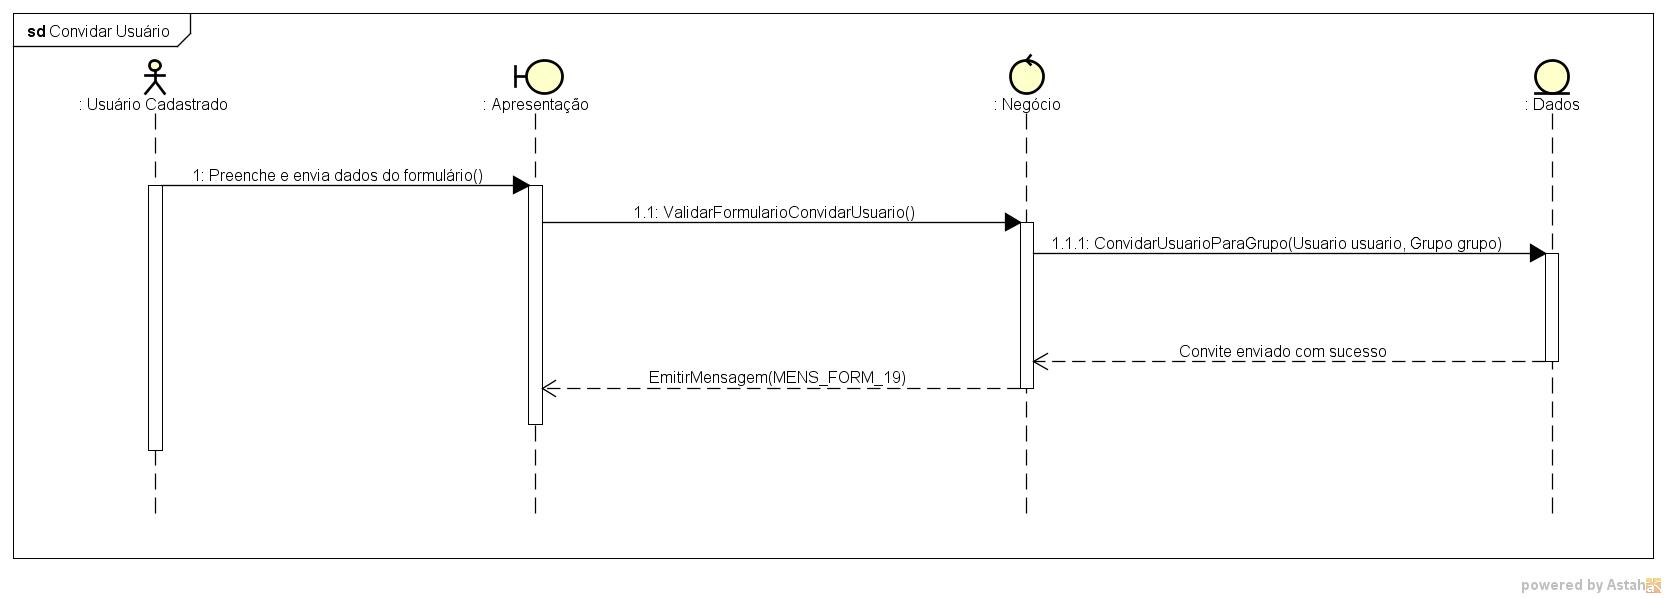 sd Convidar Usuário
: Usuário Cadastrado
: Apresentação
: Negócio
: Dados
1: Preenche e envia dados do formulário()
1.1: ValidarFormularioConvidarUsuario()
1.1.1: ConvidarUsuarioParaGrupo(Usuario usuario, Grupo grupo)
Convite enviado com sucesso
EmitirMensagem(MENS_FORM_19)
powered by Astah